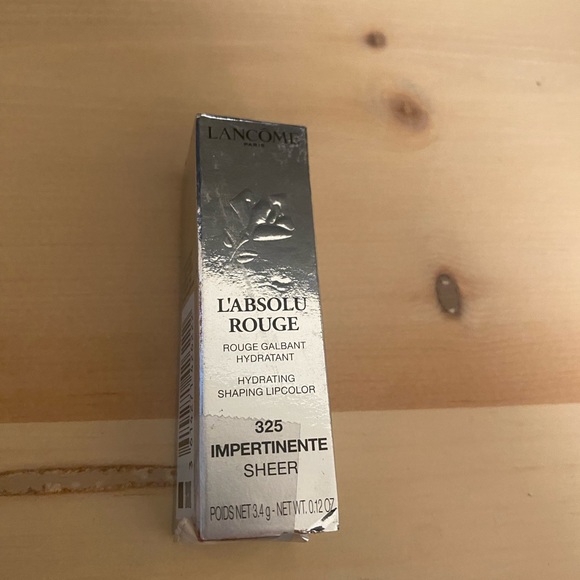 LANCÔME
PARIS
L'ABSOLU
ROUGE
ROUGE GALBANT
HYDRATANT
HYDRATING
SHAPING LIPCOLOR
325
IMPERTINENTE
SHEER
POIDS NET 3.4 g - NET WT. 0.12 OZ